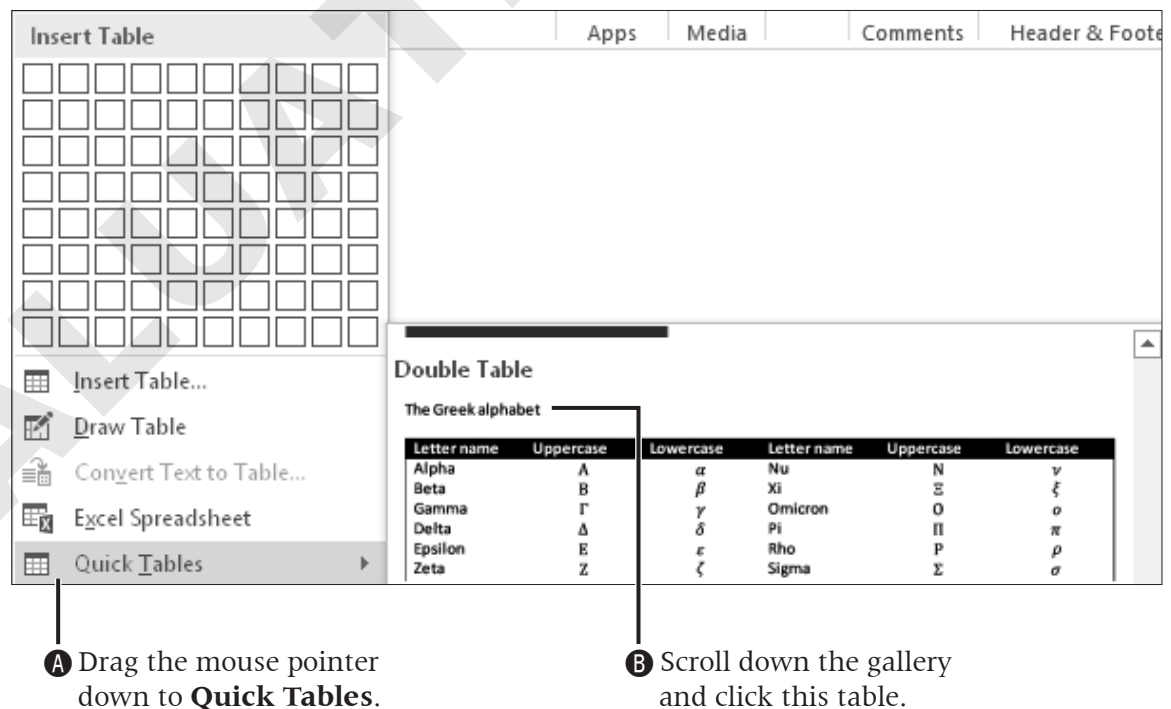 Insert Table
Apps Media Comments Header & Foote
Insert Table...
Draw Table
Convert Text to Table...
Excel Spreadsheet
Quick Tables
Double Table
The Greek alphabet
Letter name Uppercase Lowercase Letter name Uppercase Lowercase
Alpha Α α Nu Ν ν
Beta Β β Xi Ξ ξ
Gamma Γ γ Omicron Ο ο
Delta Δ δ Pi Π π
Epsilon Ε ε Rho Ρ ρ
Zeta Ζ ζ Sigma Σ σ
A Drag the mouse pointer
down to Quick Tables.
B Scroll down the gallery
and click this table.
ALUAT